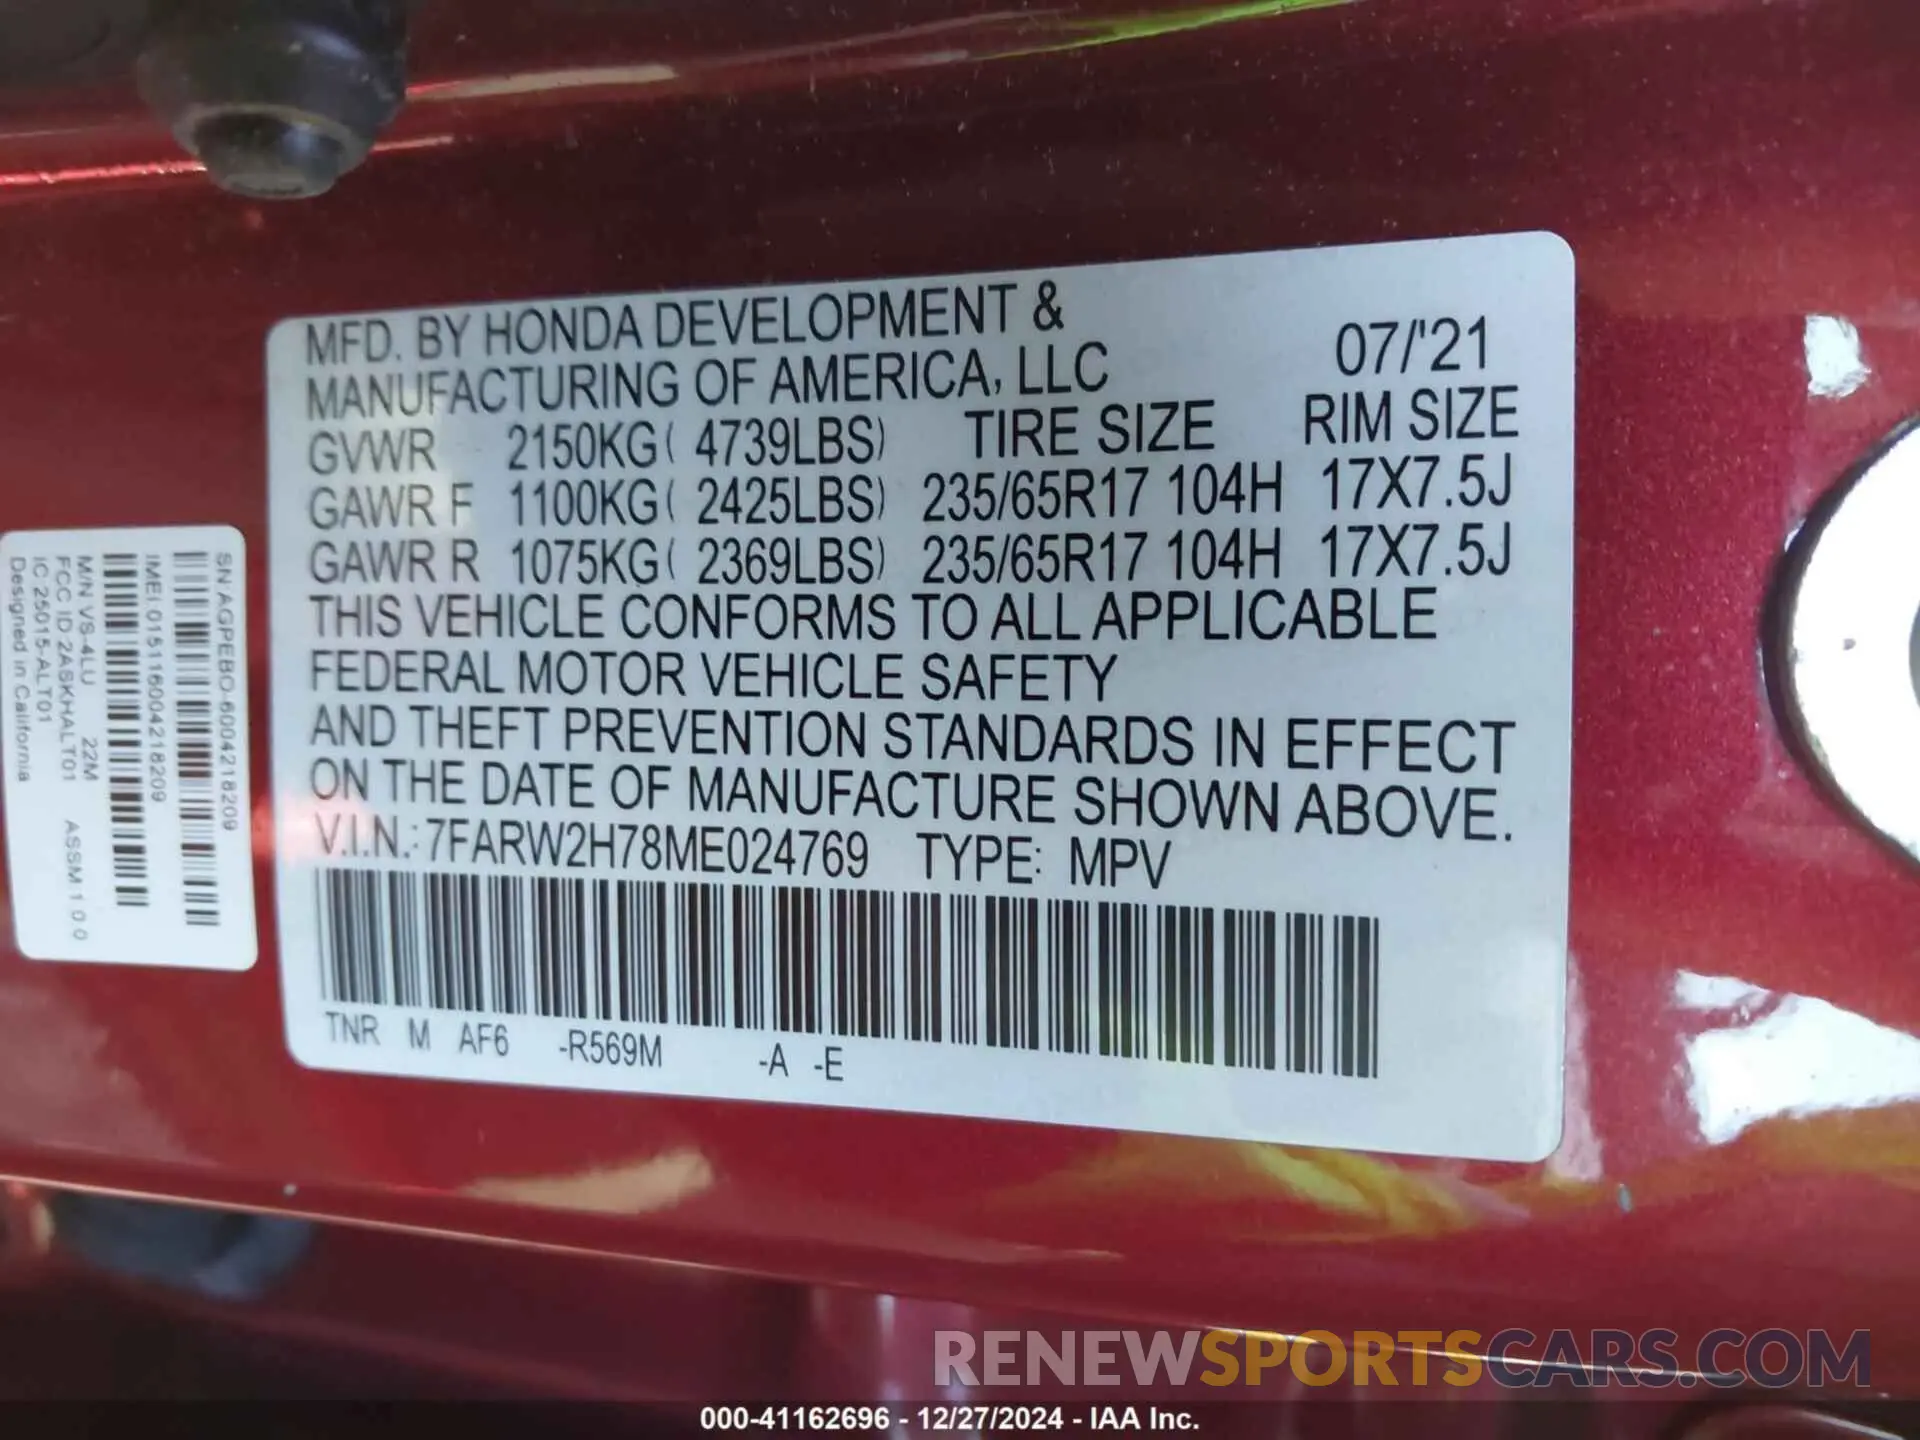 MFD. BY HONDA DEVELOPMENT &
MANUFACTURING OF AMERICA, LLC 07/'21
GVWR 2150KG( 4739LBS) TIRE SIZE RIM SIZE
GAWR F 1100KG( 2425LBS) 235/65R17 104H 17X7.5J
GAWR R 1075KG( 2369LBS) 235/65R17 104H 17X7.5J
THIS VEHICLE CONFORMS TO ALL APPLICABLE
FEDERAL MOTOR VEHICLE SAFETY
AND THEFT PREVENTION STANDARDS IN EFFECT
ON THE DATE OF MANUFACTURE SHOWN ABOVE.
V.I.N.: 7FARW2H78ME024769 TYPE: MPV
TNR M AF6 -R569M -A -E
SN AGPEBO-6004218209
IMEI 015116004218209
M/N VS-4LU 22M ASSM 1 0.0
FCC ID 2ASKHALT01
IC 25015-ALT01
Designed in California
RENEWSPORTSCARS.COM
000-41162696 - 12/27/2024 - IAA Inc.